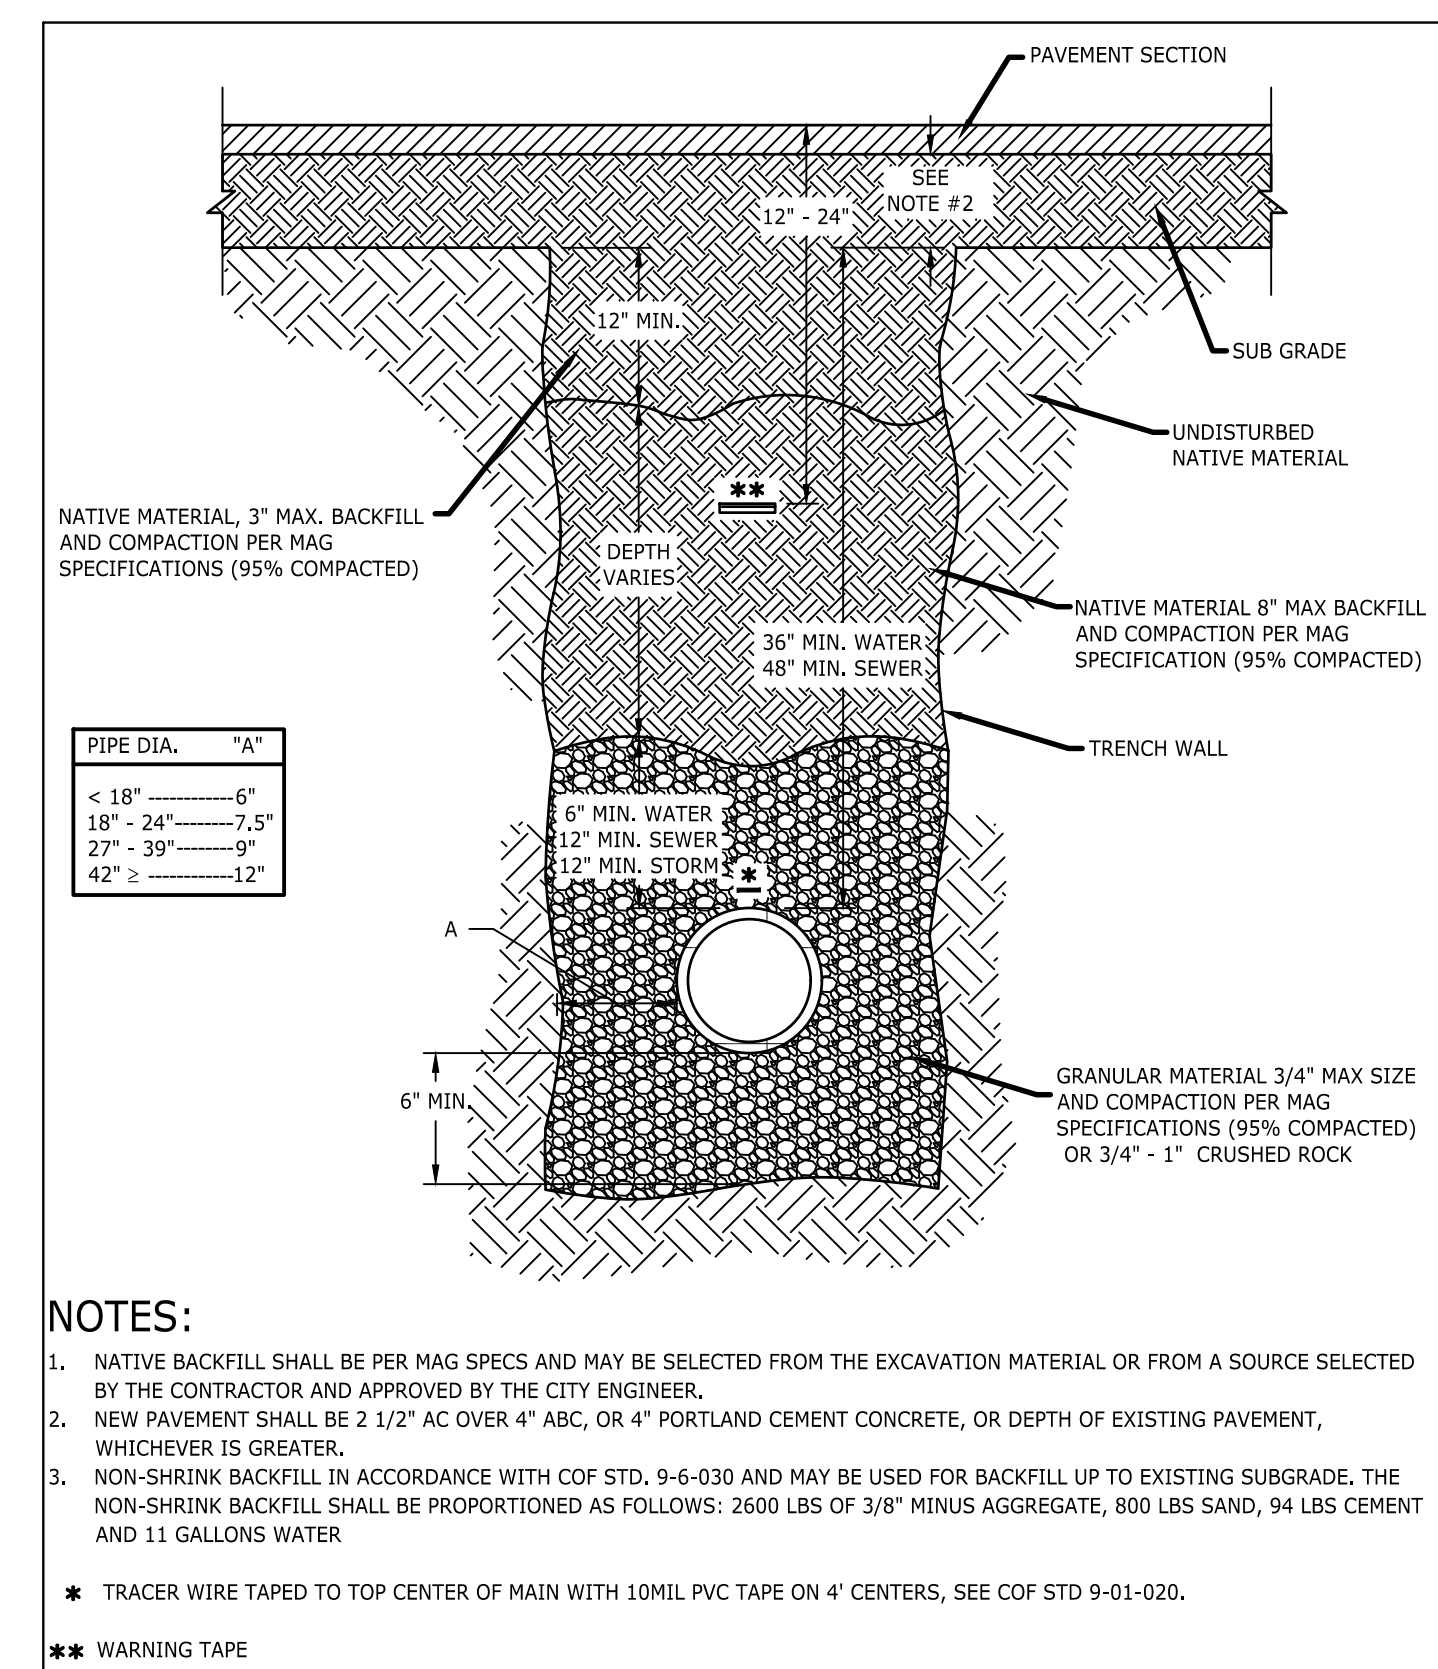 PAVEMENT SECTION
SEE
NOTE #2
12" - 24"
12" MIN.
SUB GRADE
UNDISTURBED
NATIVE MATERIAL
**
NATIVE MATERIAL, 3" MAX. BACKFILL
AND COMPACTION PER MAG
SPECIFICATIONS (95% COMPACTED)
DEPTH
VARIES
NATIVE MATERIAL 8" MAX BACKFILL
AND COMPACTION PER MAG
SPECIFICATION (95% COMPACTED)
36" MIN. WATER
48" MIN. SEWER
TRENCH WALL
PIPE DIA. "A"
< 18" ------------6"
18" - 24"--------7.5"
27" - 39"--------9"
42" ≥ ------------12"
6" MIN. WATER
12" MIN. SEWER
12" MIN. STORM
*
A
6" MIN.
GRANULAR MATERIAL 3/4" MAX SIZE
AND COMPACTION PER MAG
SPECIFICATIONS (95% COMPACTED)
OR 3/4" - 1" CRUSHED ROCK
NOTES:
1. NATIVE BACKFILL SHALL BE PER MAG SPECS AND MAY BE SELECTED FROM THE EXCAVATION MATERIAL OR FROM A SOURCE SELECTED
BY THE CONTRACTOR AND APPROVED BY THE CITY ENGINEER.
2. NEW PAVEMENT SHALL BE 2 1/2" AC OVER 4" ABC, OR 4" PORTLAND CEMENT CONCRETE, OR DEPTH OF EXISTING PAVEMENT,
WHICHEVER IS GREATER.
3. NON-SHRINK BACKFILL IN ACCORDANCE WITH COF STD. 9-6-030 AND MAY BE USED FOR BACKFILL UP TO EXISTING SUBGRADE. THE
NON-SHRINK BACKFILL SHALL BE PROPORTIONED AS FOLLOWS: 2600 LBS OF 3/8" MINUS AGGREGATE, 800 LBS SAND, 94 LBS CEMENT
AND 11 GALLONS WATER
* TRACER WIRE TAPED TO TOP CENTER OF MAIN WITH 10MIL PVC TAPE ON 4' CENTERS, SEE COF STD 9-01-020.
** WARNING TAPE